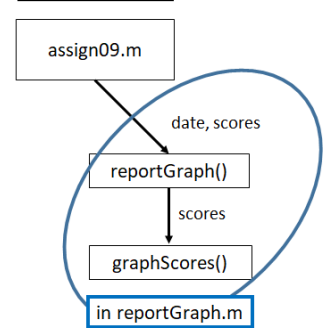 assign09.m
date, scores
reportGraph()
scores
graphScores()
in reportGraph.m